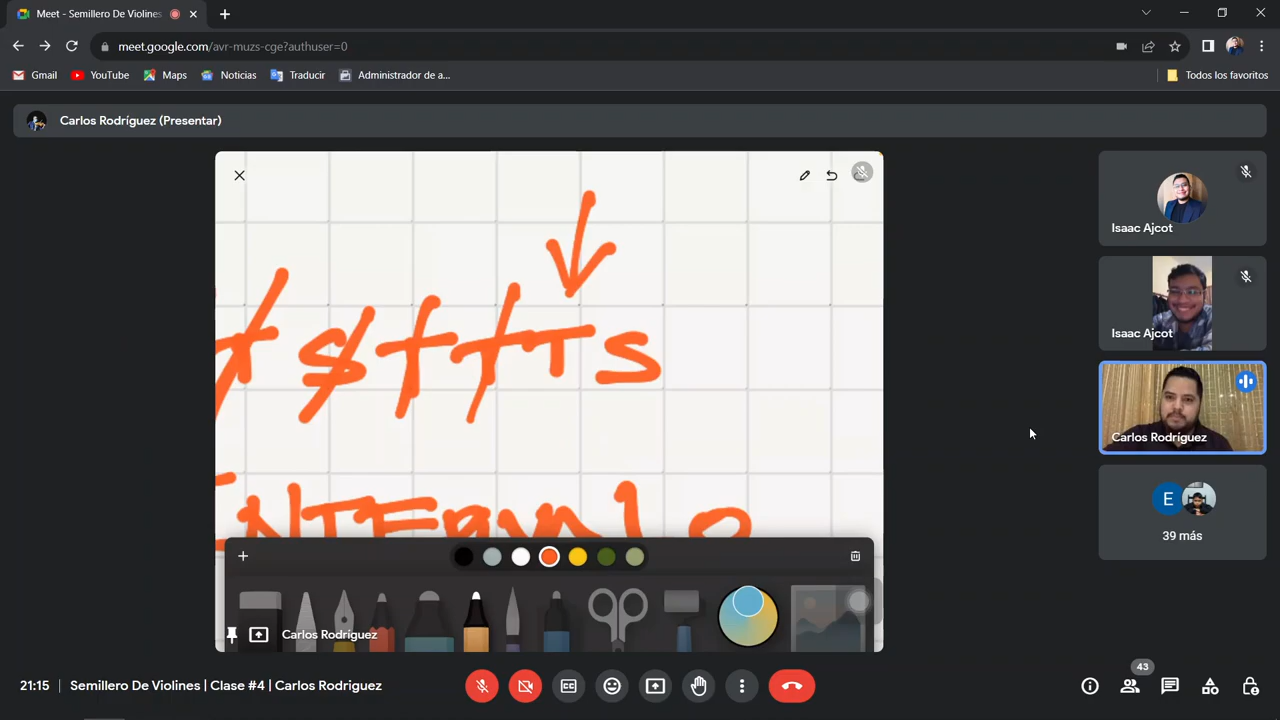 Meet - Semillero De Violines
meet.google.com/avr-muzs-cge?authuser=0
Gmail YouTube Maps Noticias Traducir Administrador de a... Todos los favoritos
Carlos Rodríguez (Presentar)
T S T T T S
INTERVALO
Carlos Rodriguez
Isaac Ajcot
Isaac Ajcot
Carlos Rodríguez
E
39 más
43
21:15 | Semillero De Violines | Clase #4 | Carlos Rodriguez